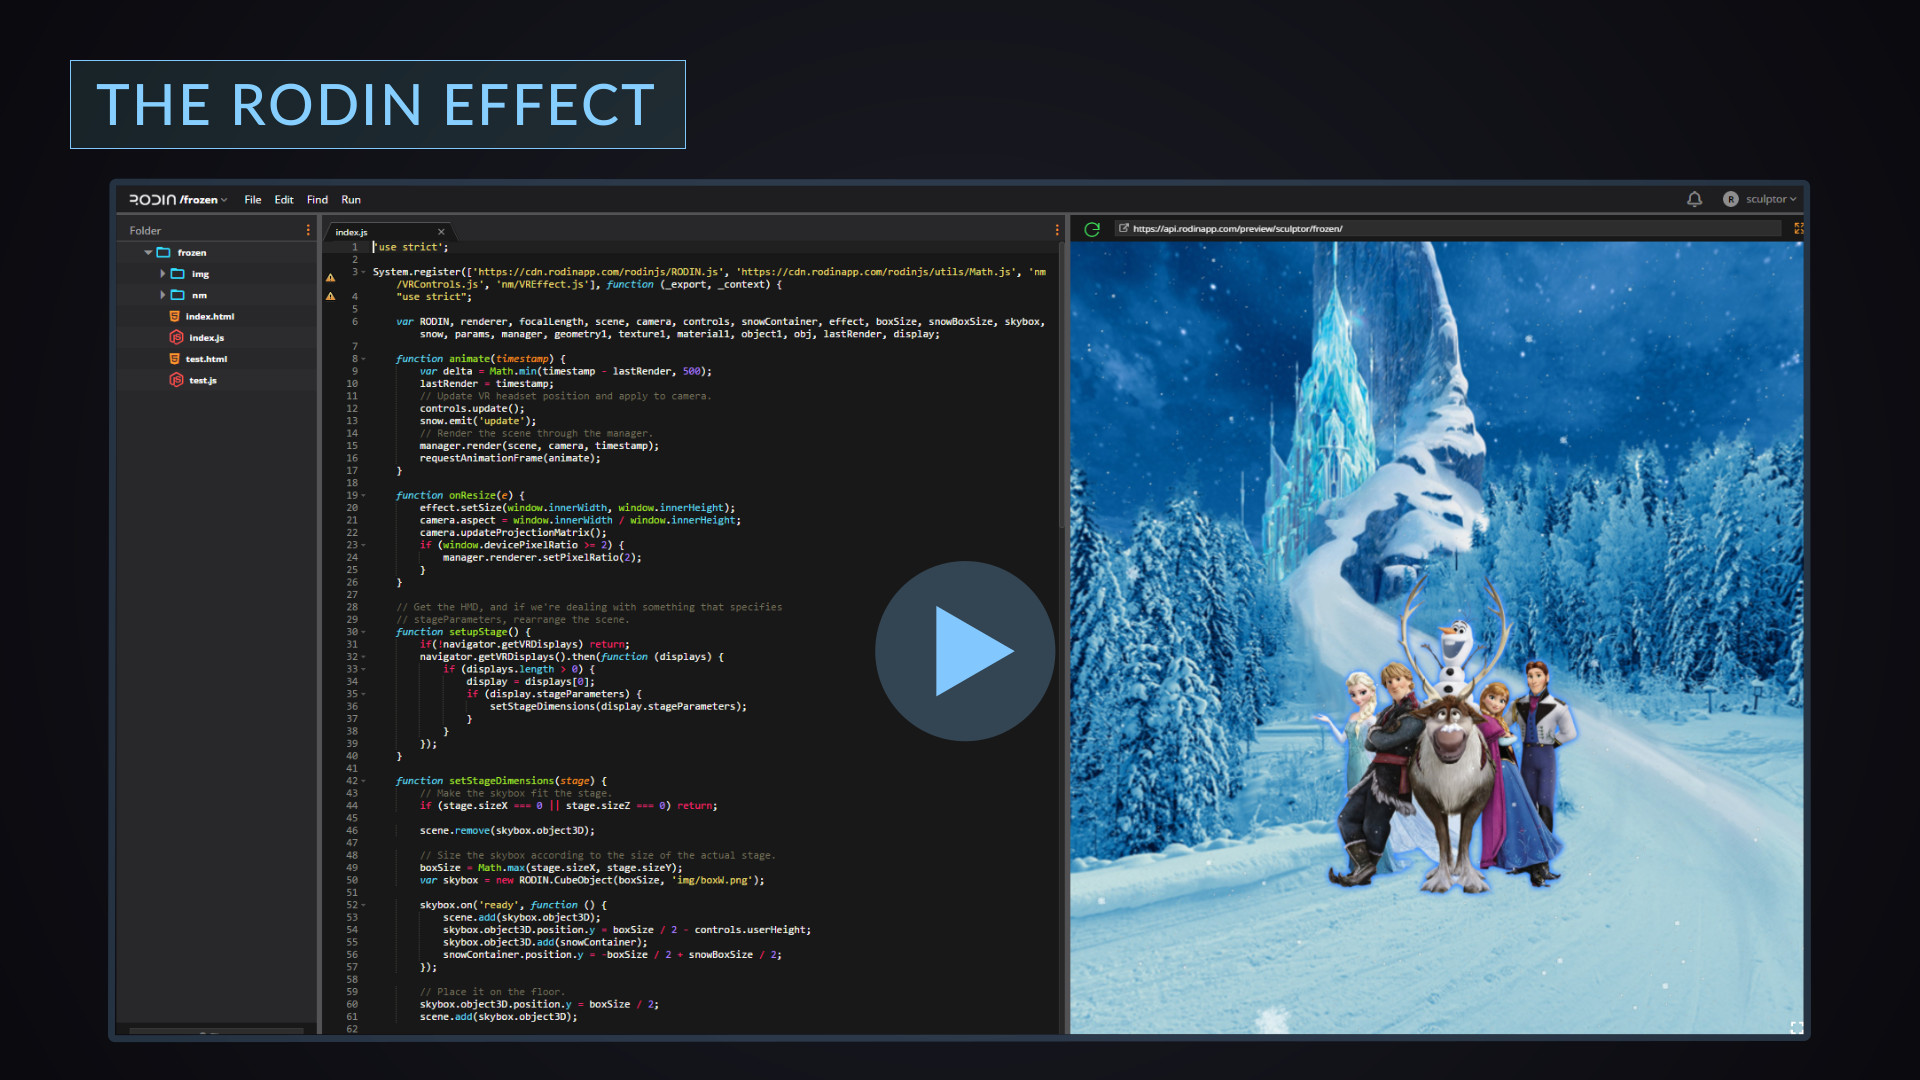 THE RODIN EFFECT
RODIN /frozen File Edit Find Run
R sculptor
Folder
frozen
img
nm
index.html
index.js
test.html
test.js
index.js ×
https://api.rodinapp.com/preview/sculptor/frozen/
1 'use strict';
2
3 System.register(['https://cdn.rodinapp.com/rodinjs/RODIN.js', 'https://cdn.rodinapp.com/rodinjs/utils/Math.js', 'nm
/VRControls.js', 'nm/VREffect.js'], function (_export, _context) {
4 "use strict";
5
6 var RODIN, renderer, focalLength, scene, camera, controls, snowContainer, effect, boxSize, snowBoxSize, skybox,
snow, params, manager, geometry1, texture1, material1, object1, obj, lastRender, display;
7
8 function animate(timestamp) {
9 var delta = Math.min(timestamp - lastRender, 500);
10 lastRender = timestamp;
11 // Update VR headset position and apply to camera.
12 controls.update();
13 snow.emit('update');
14 // Render the scene through the manager.
15 manager.render(scene, camera, timestamp);
16 requestAnimationFrame(animate);
17 }
18
19 function onResize(e) {
20 effect.setSize(window.innerWidth, window.innerHeight);
21 camera.aspect = window.innerWidth / window.innerHeight;
22 camera.updateProjectionMatrix();
23 if (window.devicePixelRatio >= 2) {
24 manager.renderer.setPixelRatio(2);
25 }
26 }
27
28 // Get the HMD, and if we're dealing with something that specifies
29 // stageParameters, rearrange the scene.
30 function setupStage() {
31 if(!navigator.getVRDisplays) return;
32 navigator.getVRDisplays().then(function (displays) {
33 if (displays.length > 0) {
34 display = displays[0];
35 if (display.stageParameters) {
36 setStageDimensions(display.stageParameters);
37 }
38 }
39 });
40 }
41
42 function setStageDimensions(stage) {
43 // Make the skybox fit the stage.
44 if (stage.sizeX === 0 || stage.sizeZ === 0) return;
45
46 scene.remove(skybox.object3D);
47
48 // Size the skybox according to the size of the actual stage.
49 boxSize = Math.max(stage.sizeX, stage.sizeY);
50 var skybox = new RODIN.CubeObject(boxSize, 'img/boxW.png');
51
52 skybox.on('ready', function () {
53 scene.add(skybox.object3D);
54 skybox.object3D.position.y = boxSize / 2 - controls.userHeight;
55 skybox.object3D.add(snowContainer);
56 snowContainer.position.y = -boxSize / 2 + snowBoxSize / 2;
57 });
58
59 // Place it on the floor.
60 skybox.object3D.position.y = boxSize / 2;
61 scene.add(skybox.object3D);
62